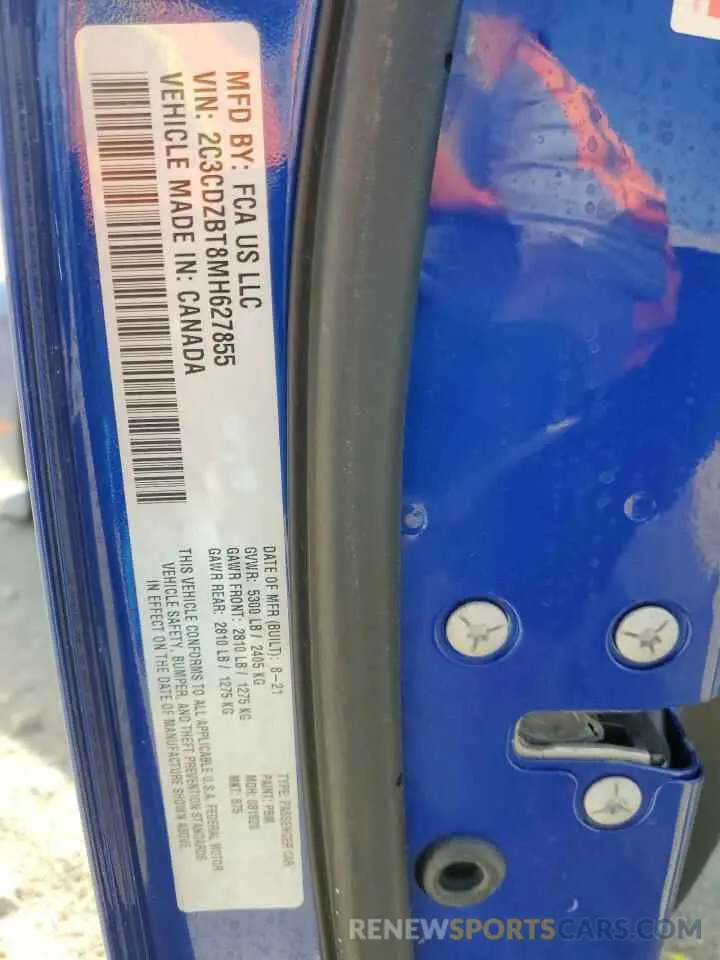 MFD BY: FCA US LLC
VIN: 2C3CDZBT8MH627855
VEHICLE MADE IN: CANADA
DATE OF MFR (BUILT): 8-21
GVWR: 5300 LB / 2405 KG
GAWR FRONT: 2810 LB / 1275 KG
GAWR REAR: 2810 LB / 1275 KG
THIS VEHICLE CONFORMS TO ALL APPLICABLE U.S.A. FEDERAL MOTOR
VEHICLE SAFETY, BUMPER, AND THEFT PREVENTION STANDARDS
IN EFFECT ON THE DATE OF MANUFACTURE SHOWN ABOVE.
TYPE: PASSENGER CAR
PAINT: PBM
MDH:
MKT:
RENEWSPORTSCARS.COM